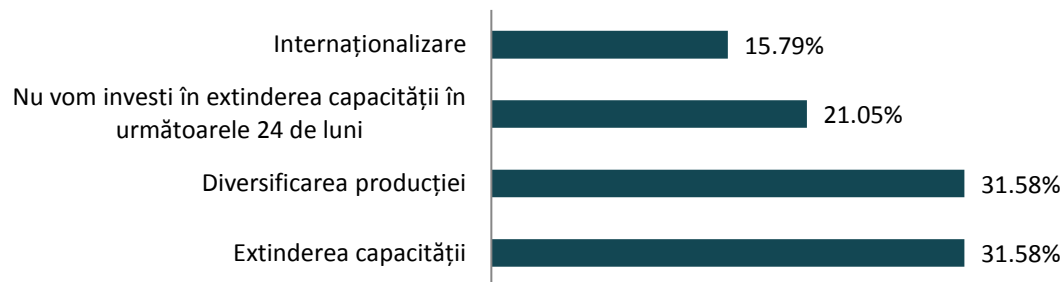 Internaționalizare
15.79%
Nu vom investi în extinderea capacității în
următoarele 24 de luni
21.05%
Diversificarea producției
31.58%
Extinderea capacității
31.58%